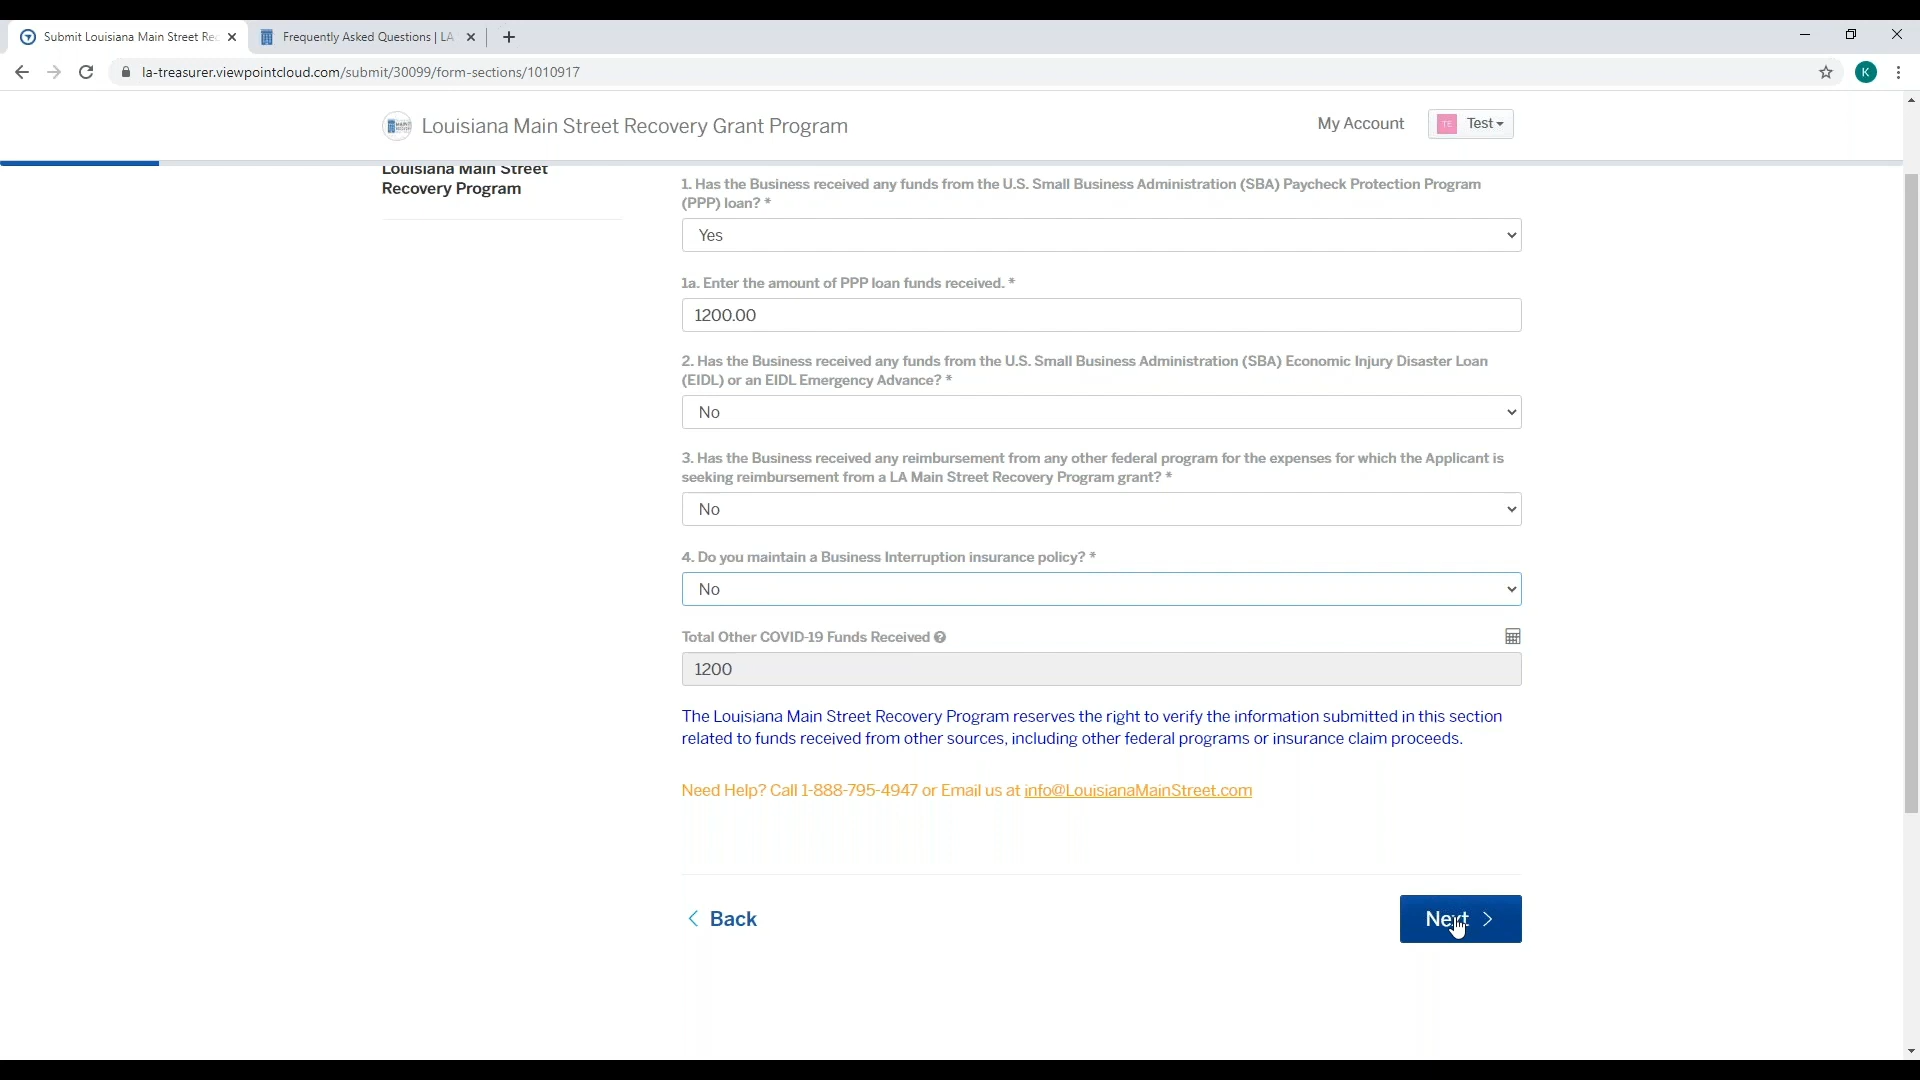 Submit Louisiana Main Street Rec
Frequently Asked Questions | LA
la-treasurer.viewpointcloud.com/submit/30099/form-sections/1010917
K
Louisiana Main Street Recovery Grant Program
My Account
TE Test
Louisiana Main Street
Recovery Program
1. Has the Business received any funds from the U.S. Small Business Administration (SBA) Paycheck Protection Program
(PPP) loan? *
Yes
1a. Enter the amount of PPP loan funds received. *
1200.00
2. Has the Business received any funds from the U.S. Small Business Administration (SBA) Economic Injury Disaster Loan
(EIDL) or an EIDL Emergency Advance? *
No
3. Has the Business received any reimbursement from any other federal program for the expenses for which the Applicant is
seeking reimbursement from a LA Main Street Recovery Program grant? *
No
4. Do you maintain a Business Interruption insurance policy? *
No
Total Other COVID-19 Funds Received
1200
The Louisiana Main Street Recovery Program reserves the right to verify the information submitted in this section
related to funds received from other sources, including other federal programs or insurance claim proceeds.
Need Help? Call 1-888-795-4947 or Email us at info@LouisianaMainStreet.com
Back
Next